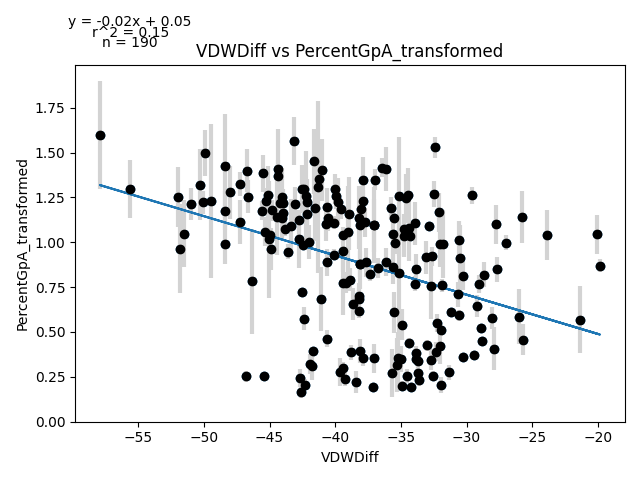 y = -0.02x + 0.05
r^2 = 0.15
n = 190
VDWDiff vs PercentGpA_transformed
PercentGpA_transformed
1.75
1.50
1.25
1.00
0.75
0.50
0.25
0.00
−55 −50 −45 −40 −35 −30 −25 −20
VDWDiff